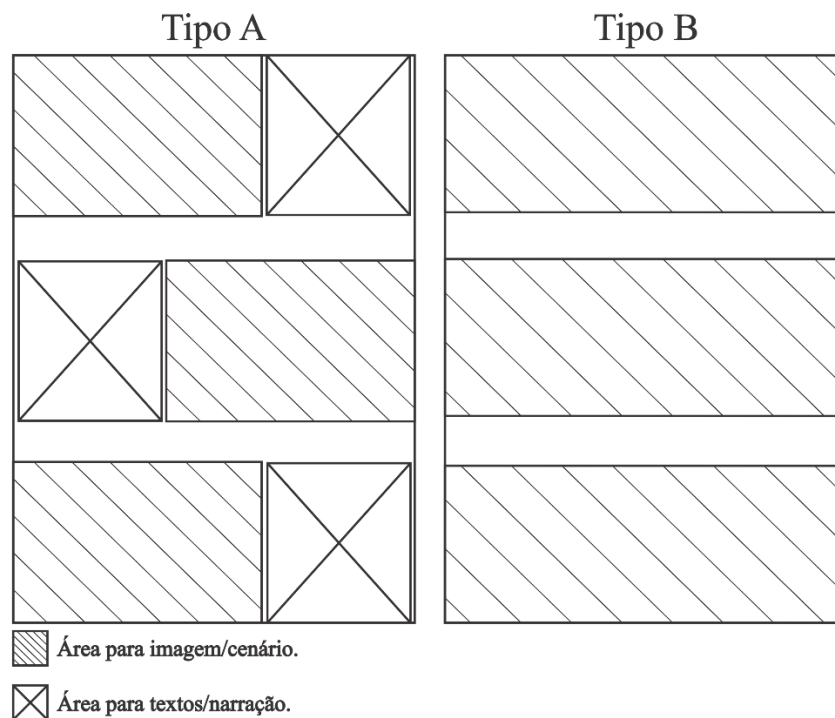 Tipo A
Tipo B
Área para imagem/cenário.
Área para textos/narração.